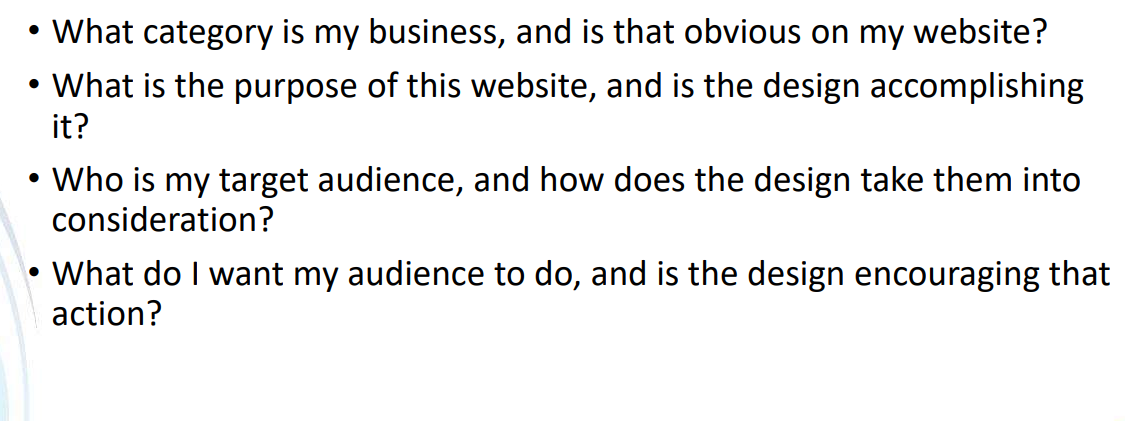 • What category is my business, and is that obvious on my website?
• What is the purpose of this website, and is the design accomplishing
it?
• Who is my target audience, and how does the design take them into
consideration?
• What do I want my audience to do, and is the design encouraging that
action?